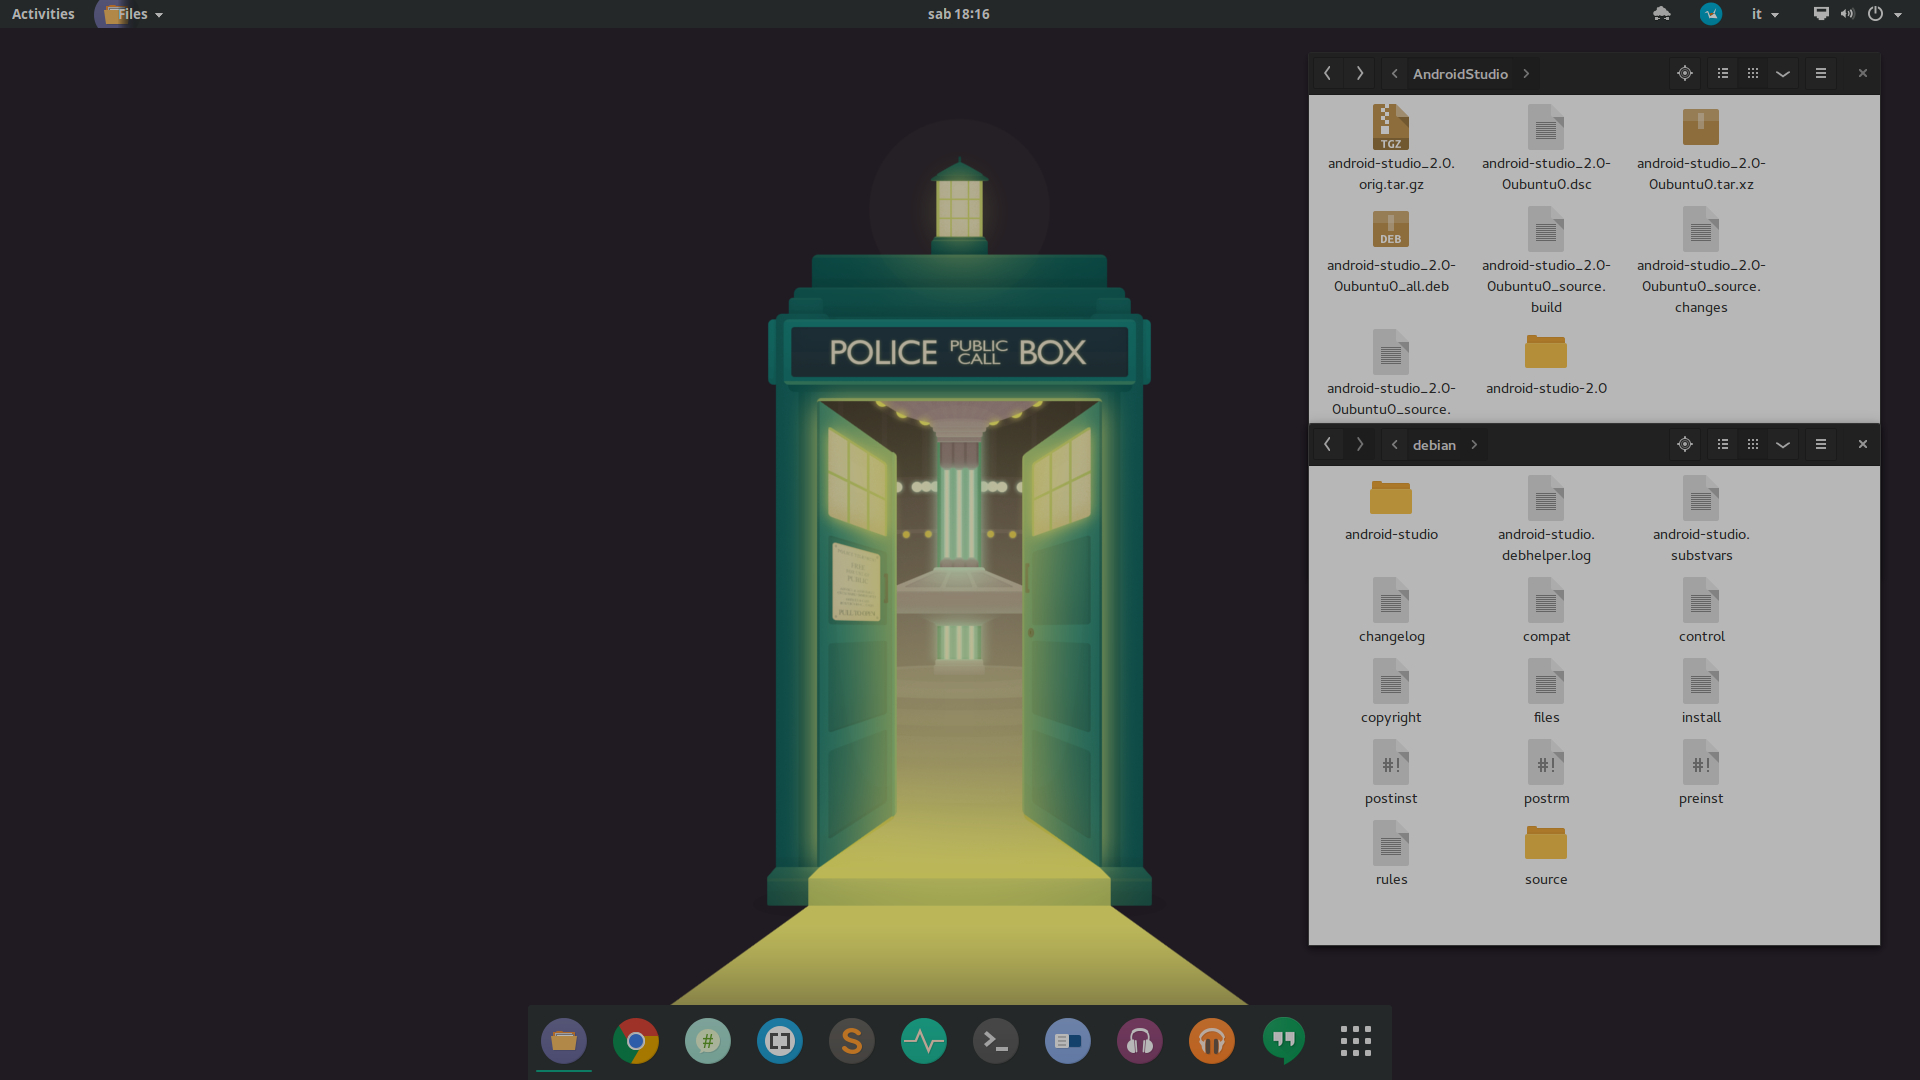 Activities
Files
sab 18:16
it
AndroidStudio
TGZ
android-studio_2.0.
orig.tar.gz
android-studio_2.0-
0ubuntu0.dsc
android-studio_2.0-
0ubuntu0.tar.xz
DEB
android-studio_2.0-
0ubuntu0_all.deb
android-studio_2.0-
0ubuntu0_source.
build
android-studio_2.0-
0ubuntu0_source.
changes
android-studio_2.0-
0ubuntu0_source.
android-studio-2.0
POLICE PUBLIC CALL BOX
debian
android-studio
android-studio.
debhelper.log
android-studio.
substvars
changelog
compat
control
copyright
files
install
#!
postinst
#!
postrm
#!
preinst
rules
source
#
S